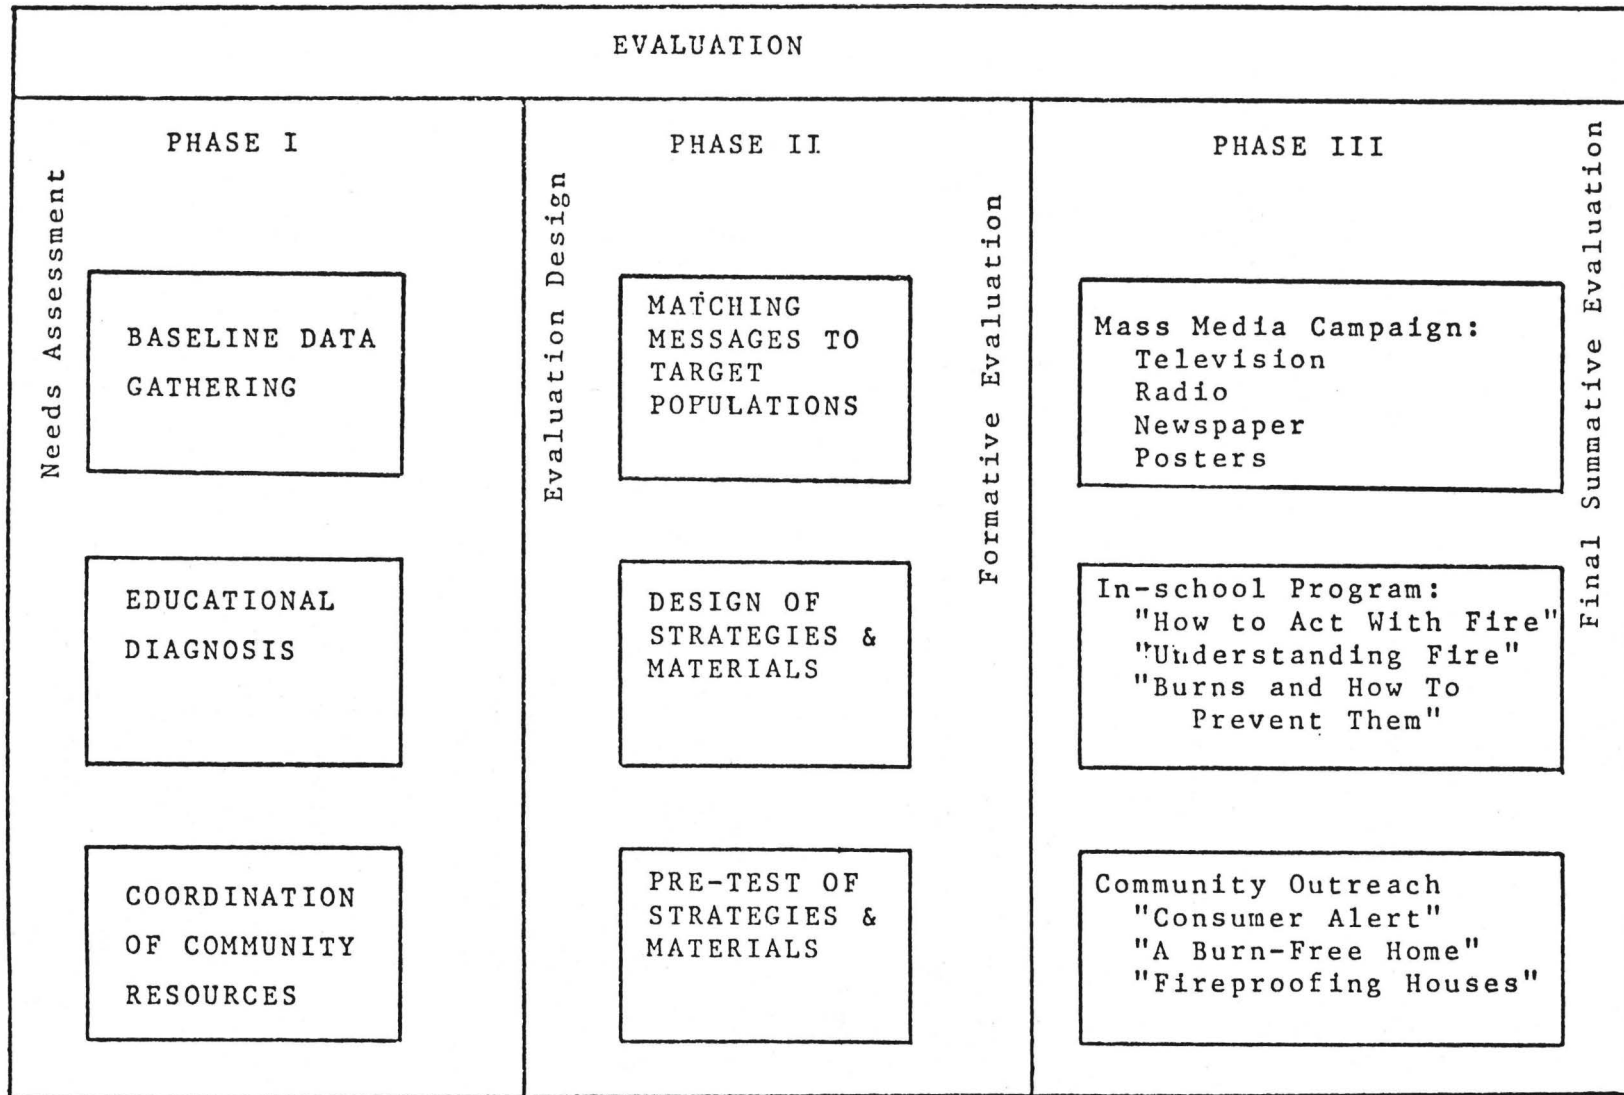 EVALUATION
PHASE I
Needs Assessment
BASELINE DATA
GATHERING
EDUCATIONAL
DIAGNOSIS
COORDINATION
OF COMMUNITY
RESOURCES
PHASE II
Evaluation Design
MATCHING
MESSAGES TO
TARGET
POPULATIONS
DESIGN OF
STRATEGIES &
MATERIALS
PRE-TEST OF
STRATEGIES &
MATERIALS
Formative Evaluation
PHASE III
Mass Media Campaign:
Television
Radio
Newspaper
Posters
In-school Program:
"How to Act With Fire"
"Understanding Fire"
"Burns and How To
Prevent Them"
Community Outreach
"Consumer Alert"
"A Burn-Free Home"
"Fireproofing Houses"
Final Summative Evaluation